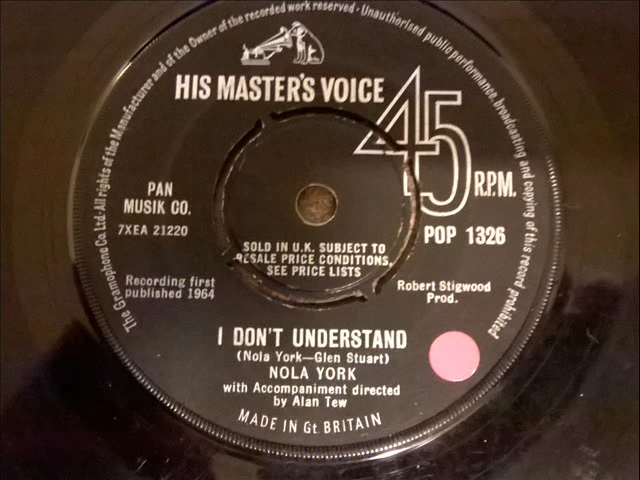 The Gramophone Co. Ltd. All rights of the Manufacturer and of the Owner of the recorded work reserved · Unauthorised public performance, broadcasting and copying of this record prohibited
HIS MASTER'S VOICE
45 R.P.M.
PAN
MUSIK CO.
7XEA 21220
POP 1326
SOLD IN U.K. SUBJECT TO
RESALE PRICE CONDITIONS,
SEE PRICE LISTS
Recording first
published 1964
Robert Stigwood
Prod.
I DON'T UNDERSTAND
(Nola York—Glen Stuart)
NOLA YORK
with Accompaniment directed
by Alan Tew
MADE IN Gt. BRITAIN